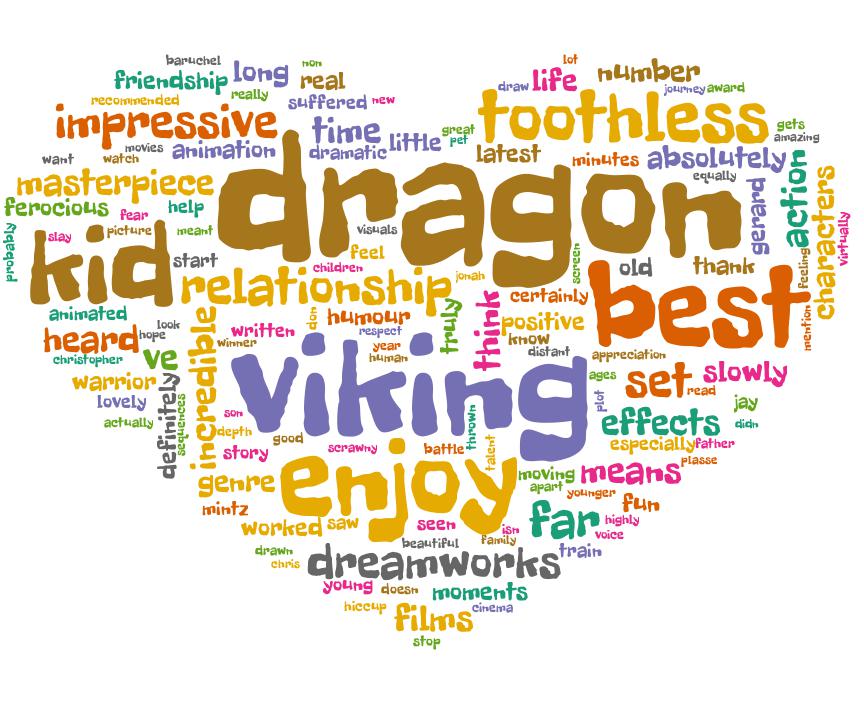 baruchel
non
lot
friendship
long
real
life
number
recommended
really
suffered
new
draw
journey
award
impressive
time
little
great
pet
toothless
gets
amazing
want
movies
watch
animation
dramatic
latest
minutes
absolutely
equally
masterpiece
dragon
gerard
action
characters
virtually
ferocious
fear
help
probably
slay
picture
meant
visuals
kid
start
feel
children
jonah
screen
old
thank
feeling
relationship
certainly
best
mention
animated
don
humour
truly
think
positive
heard
hope
look
written
respect
know
winner
year
human
distant
appreciation
christopher
ve
incredible
viking
warrior
definitely
sequences
ages
plot
set
read
slowly
lovely
actually
son
depth
good
scrawny
battle
thrown
talent
effects
jay
didn
story
especially
father
plasse
genre
enjoy
moving
means
apart
younger
mintz
worked
saw
seen
isn
far
fun
highly
voice
drawn
beautiful
family
train
chris
dreamworks
young
doesn
moments
hiccup
films
cinema
stop